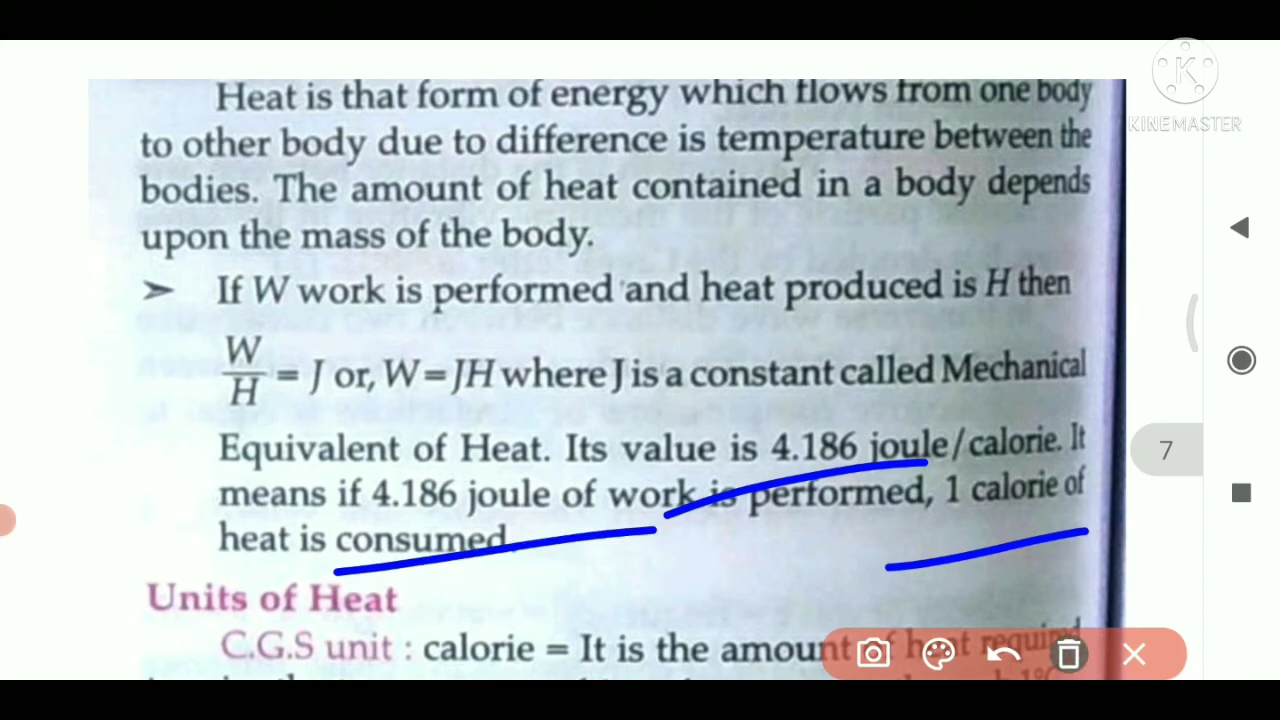 Heat is that form of energy which flows from one body
to other body due to difference is temperature between the
bodies. The amount of heat contained in a body depends
upon the mass of the body.
➤ If W work is performed and heat produced is H then
W/H = J or, W = JH where J is a constant called Mechanical
Equivalent of Heat. Its value is 4.186 joule/calorie. It
means if 4.186 joule of work is performed, 1 calorie of
heat is consumed.
Units of Heat
C.G.S unit : calorie = It is the amount of heat required
KINEMASTER
7